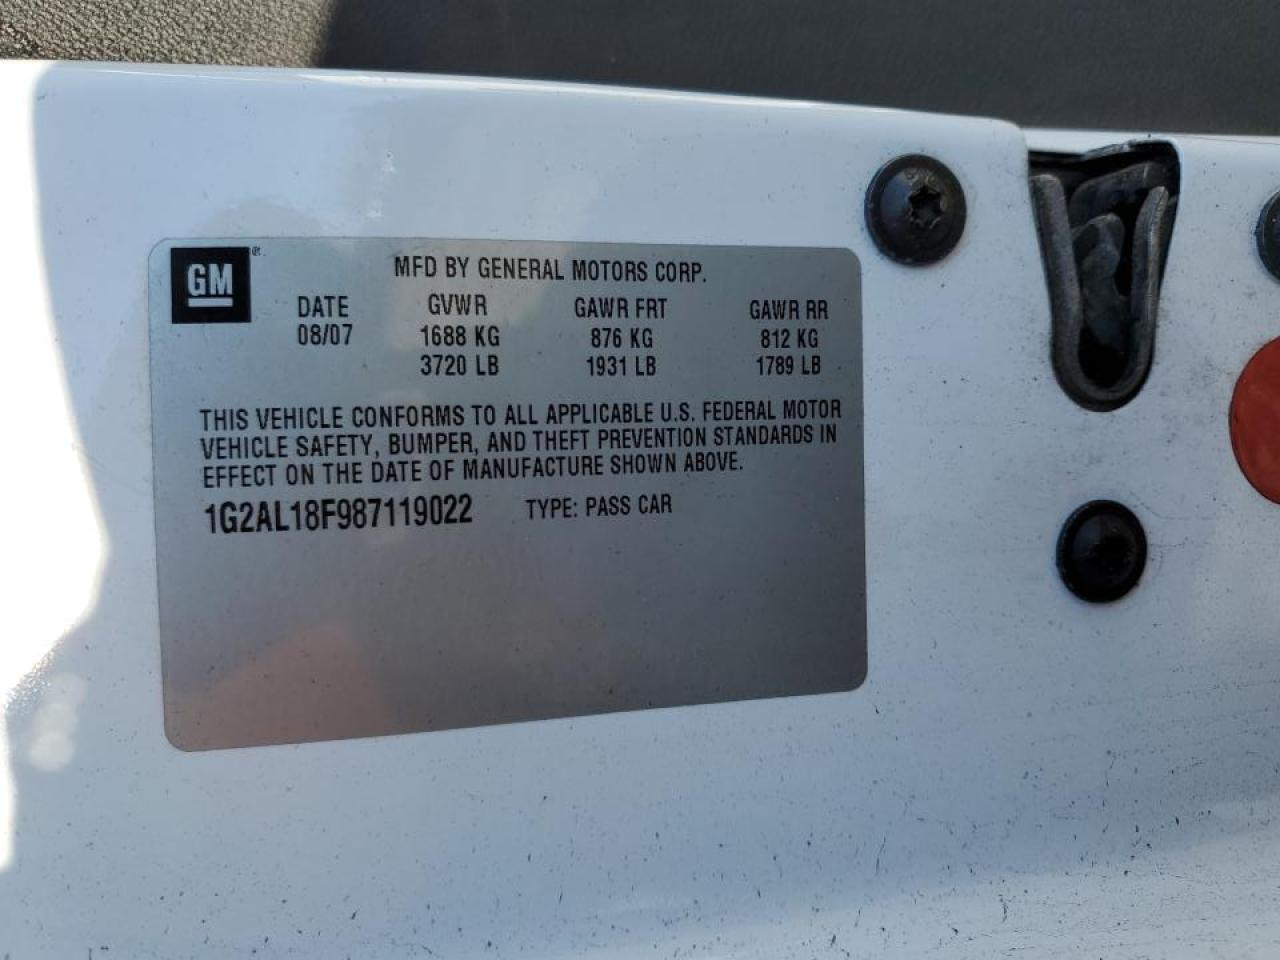 GM ®
MFD BY GENERAL MOTORS CORP.
DATE GVWR GAWR FRT GAWR RR
08/07 1688 KG 876 KG 812 KG
3720 LB 1931 LB 1789 LB
THIS VEHICLE CONFORMS TO ALL APPLICABLE U.S. FEDERAL MOTOR
VEHICLE SAFETY, BUMPER, AND THEFT PREVENTION STANDARDS IN
EFFECT ON THE DATE OF MANUFACTURE SHOWN ABOVE.
1G2AL18F987119022 TYPE: PASS CAR